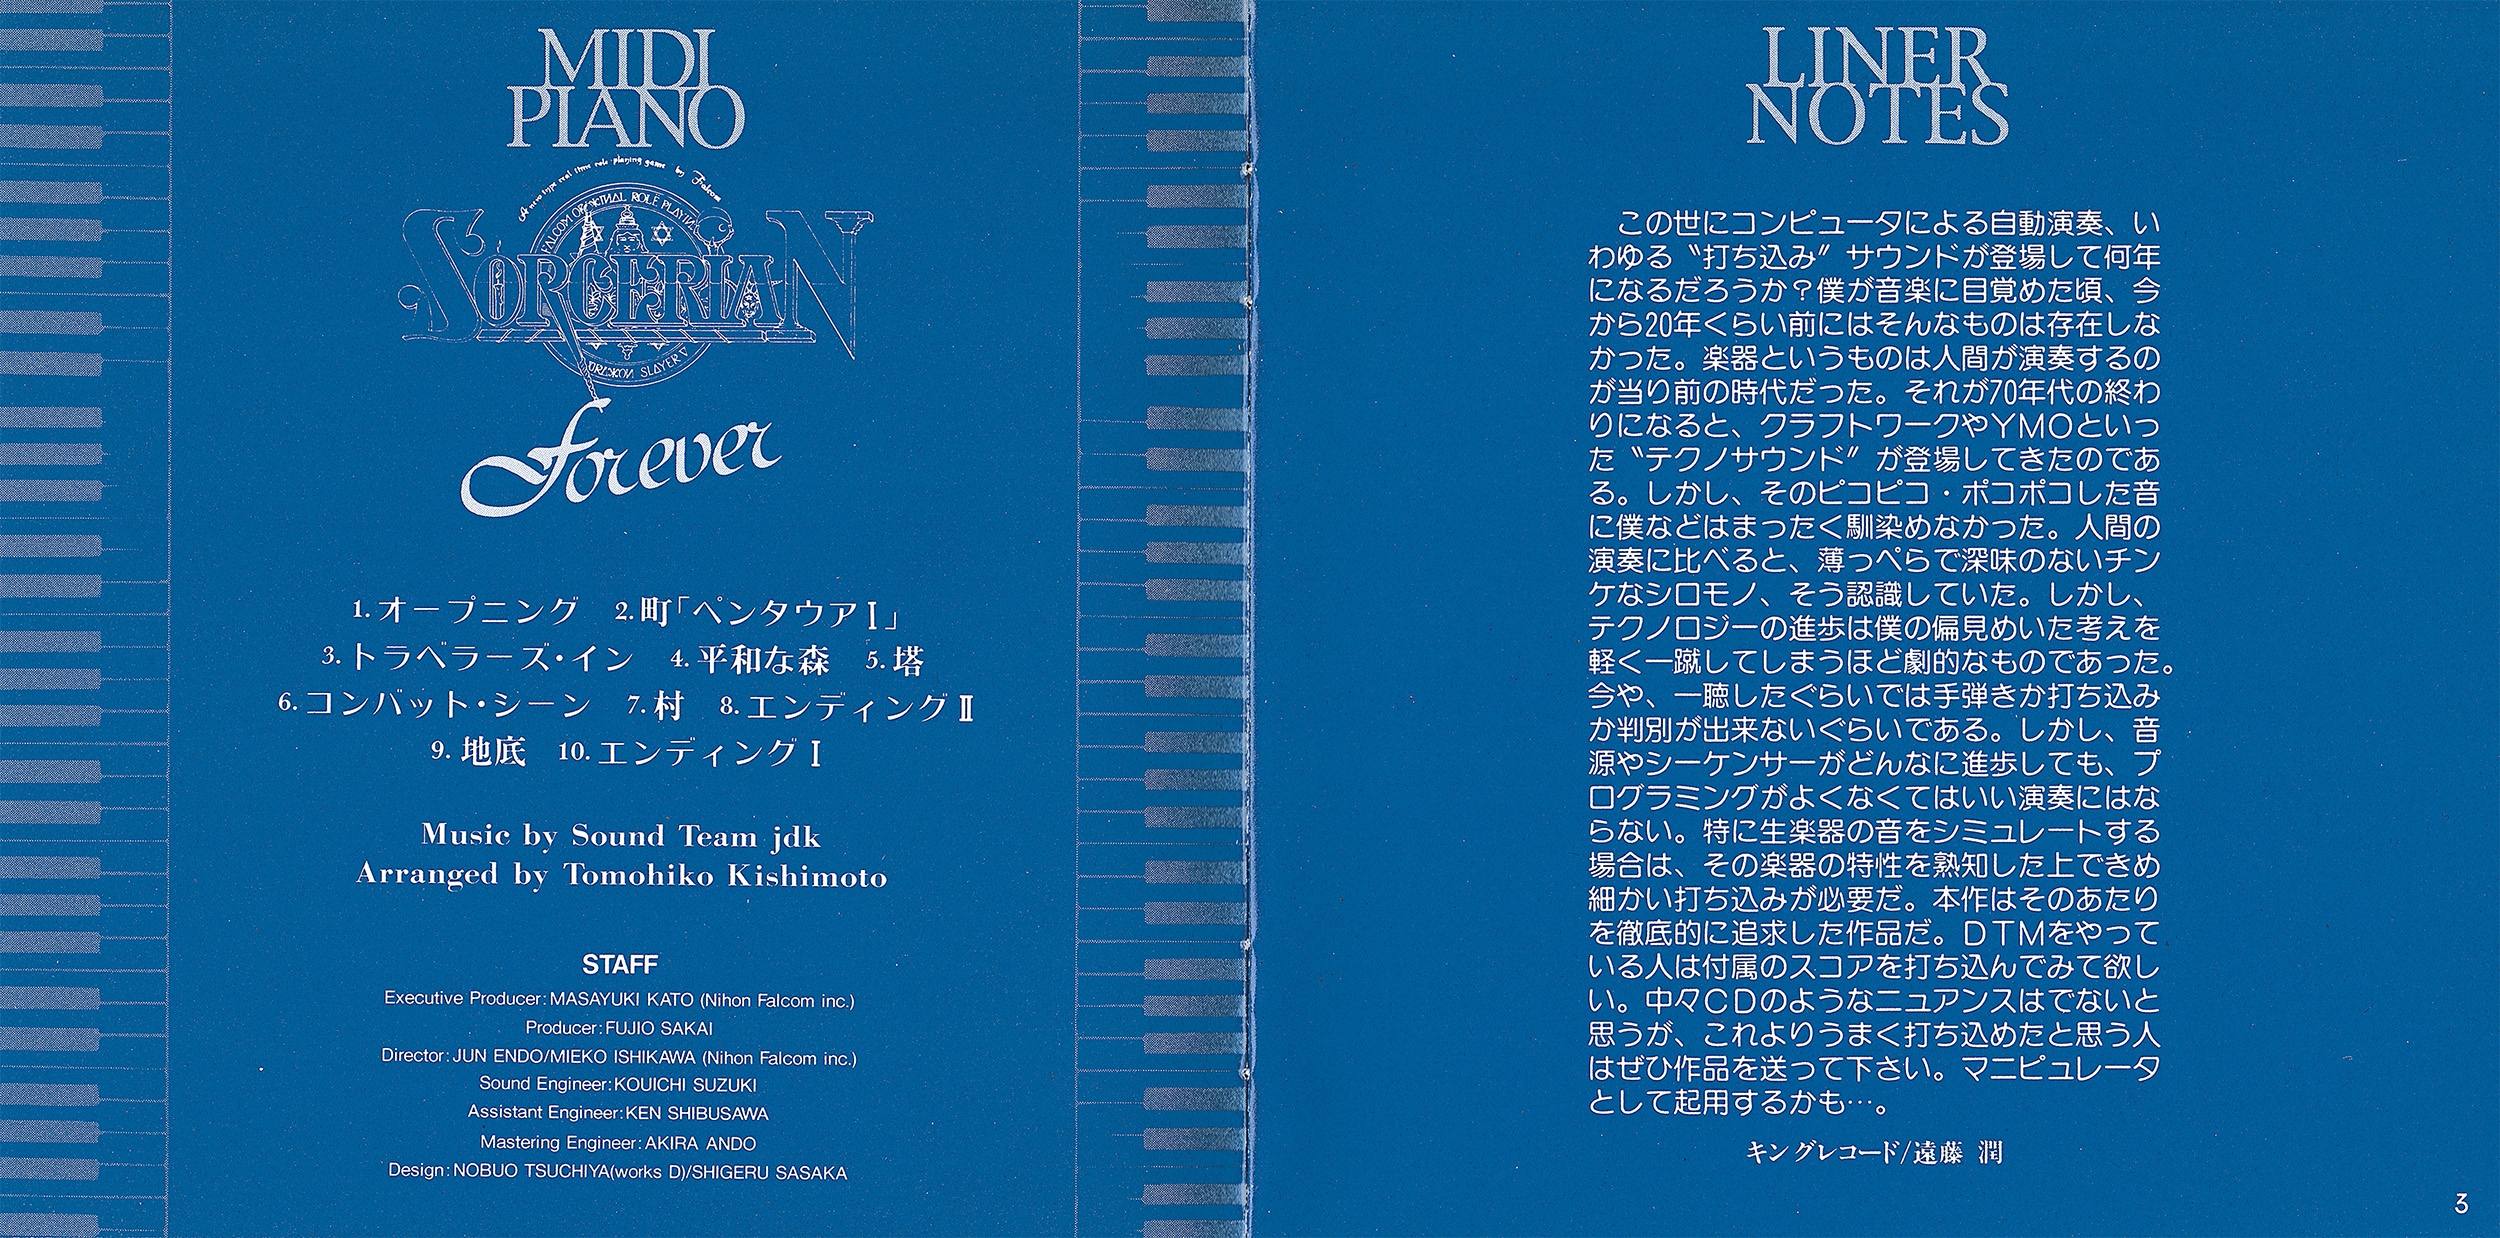 MIDI
PIANO
A new type real time role-playing game by Falcom
SORCERIAN
Forever
1.オープニング 2.町「ペンタウアⅠ」
3.トラベラーズ・イン 4.平和な森 5.塔
6.コンバット・シーン 7.村 8.エンディングⅡ
9.地底 10.エンディングⅠ
Music by Sound Team jdk
Arranged by Tomohiko Kishimoto
STAFF
Executive Producer:MASAYUKI KATO (Nihon Falcom inc.)
Producer:FUJIO SAKAI
Director:JUN ENDO/MIEKO ISHIKAWA (Nihon Falcom inc.)
Sound Engineer:KOUICHI SUZUKI
Assistant Engineer:KEN SHIBUSAWA
Mastering Engineer:AKIRA ANDO
Design:NOBUO TSUCHIYA(works D)/SHIGERU SASAKA
LINER
NOTES
この世にコンピュータによる自動演奏、い
わゆる〝打ち込み〞サウンドが登場して何年
になるだろうか？僕が音楽に目覚めた頃、今
から20年くらい前にはそんなものは存在しな
かった。楽器というものは人間が演奏するの
が当り前の時代だった。それが70年代の終わ
りになると、クラフトワークやYMOといっ
た〝テクノサウンド〞が登場してきたのであ
る。しかし、そのピコピコ・ポコポコした音
に僕などはまったく馴染めなかった。人間の
演奏に比べると、薄っぺらで深味のないチン
ケなシロモノ、そう認識していた。しかし、
テクノロジーの進歩は僕の偏見めいた考えを
軽く一蹴してしまうほど劇的なものであった。
今や、一聴したぐらいでは手弾きか打ち込み
か判別が出来ないぐらいである。しかし、音
源やシーケンサーがどんなに進歩しても、プ
ログラミングがよくなくてはいい演奏にはな
らない。特に生楽器の音をシミュレートする
場合は、その楽器の特性を熟知した上できめ
細かい打ち込みが必要だ。本作はそのあたり
を徹底的に追求した作品だ。DTMをやって
いる人は付属のスコアを打ち込んでみて欲し
い。中々CDのようなニュアンスはでないと
思うが、これよりうまく打ち込めたと思う人
はぜひ作品を送って下さい。マニピュレータ
として起用するかも…。
キングレコード/遠藤 潤
3